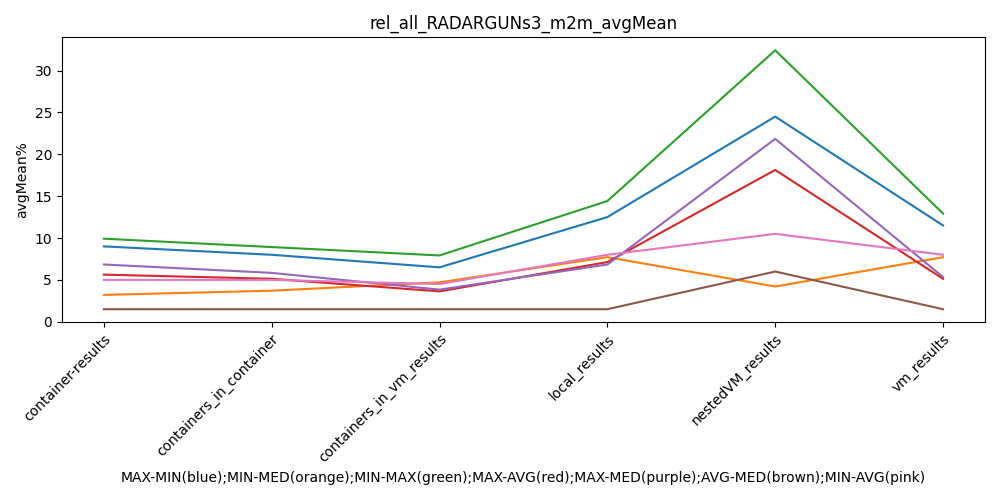 rel_all_RADARGUNs3_m2m_avgMean
avgMean%
30
25
20
15
10
5
0
container-results
containers_in_container
containers_in_vm_results
local_results
nestedVM_results
vm_results
MAX-MIN(blue);MIN-MED(orange);MIN-MAX(green);MAX-AVG(red);MAX-MED(purple);AVG-MED(brown);MIN-AVG(pink)